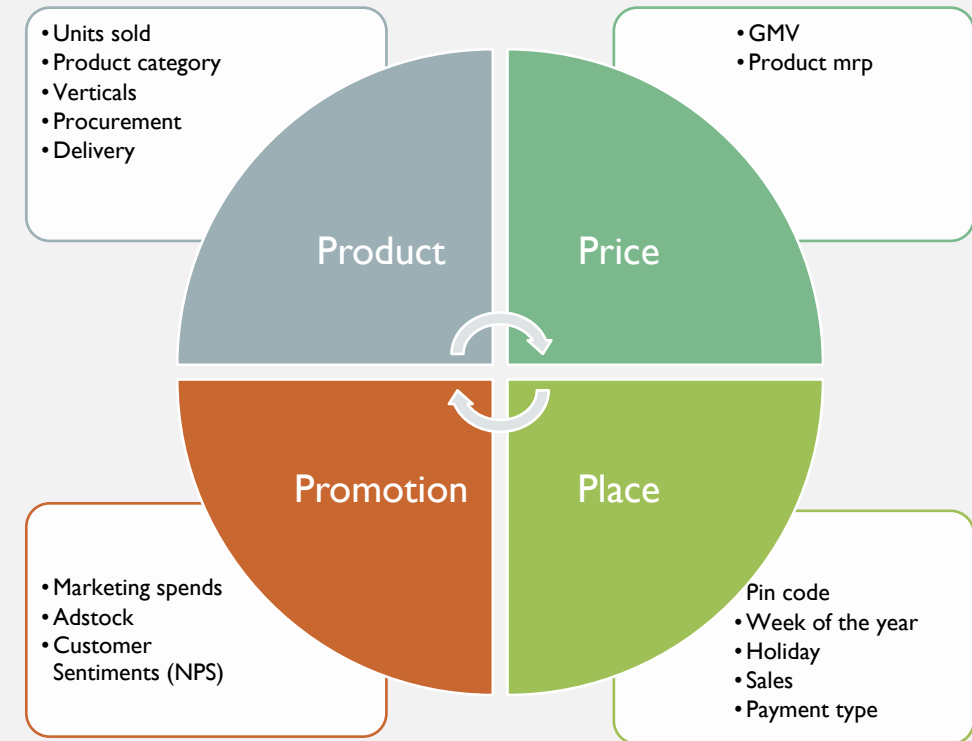 • Units sold
• Product category
• Verticals
• Procurement
• Delivery
• GMV
• Product mrp
Product
Price
Promotion
Place
• Marketing spends
• Adstock
• Customer
Sentiments (NPS)
Pin code
• Week of the year
• Holiday
• Sales
• Payment type